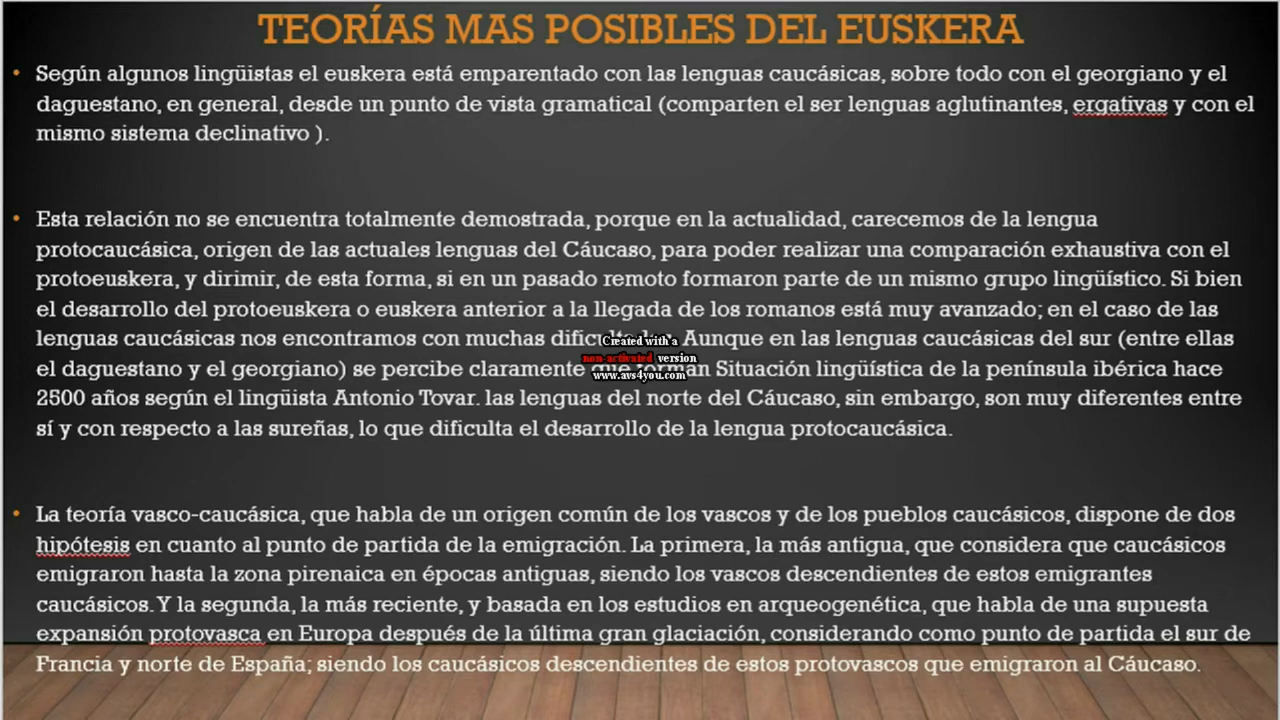 TEORÍAS MAS POSIBLES DEL EUSKERA
• Según algunos lingüistas el euskera está emparentado con las lenguas caucásicas, sobre todo con el georgiano y el
daguestano, en general, desde un punto de vista gramatical (comparten el ser lenguas aglutinantes, ergativas y con el
mismo sistema declinativo ).
• Esta relación no se encuentra totalmente demostrada, porque en la actualidad, carecemos de la lengua
protocaucásica, origen de las actuales lenguas del Cáucaso, para poder realizar una comparación exhaustiva con el
protoeuskera, y dirimir, de esta forma, si en un pasado remoto formaron parte de un mismo grupo lingüístico. Si bien
el desarrollo del protoeuskera o euskera anterior a la llegada de los romanos está muy avanzado; en el caso de las
lenguas caucásicas nos encontramos con muchas Aunque en las lenguas caucásicas del sur (entre ellas
el daguestano y el georgiano) se percibe claramente que forman Situación lingüística de la península ibérica hace
2500 años según el lingüista Antonio Tovar. las lenguas del norte del Cáucaso, sin embargo, son muy diferentes entre
sí y con respecto a las sureñas, lo que dificulta el desarrollo de la lengua protocaucásica.
• La teoría vasco-caucásica, que habla de un origen común de los vascos y de los pueblos caucásicos, dispone de dos
hipótesis en cuanto al punto de partida de la emigración. La primera, la más antigua, que considera que caucásicos
emigraron hasta la zona pirenaica en épocas antiguas, siendo los vascos descendientes de estos emigrantes
caucásicos. Y la segunda, la más reciente, y basada en los estudios en arqueogenética, que habla de una supuesta
expansión protovasca en Europa después de la última gran glaciación, considerando como punto de partida el sur de
Francia y norte de España; siendo los caucásicos descendientes de estos protovascos que emigraron al Cáucaso.
Created with a
non-activated version
www.avs4you.com